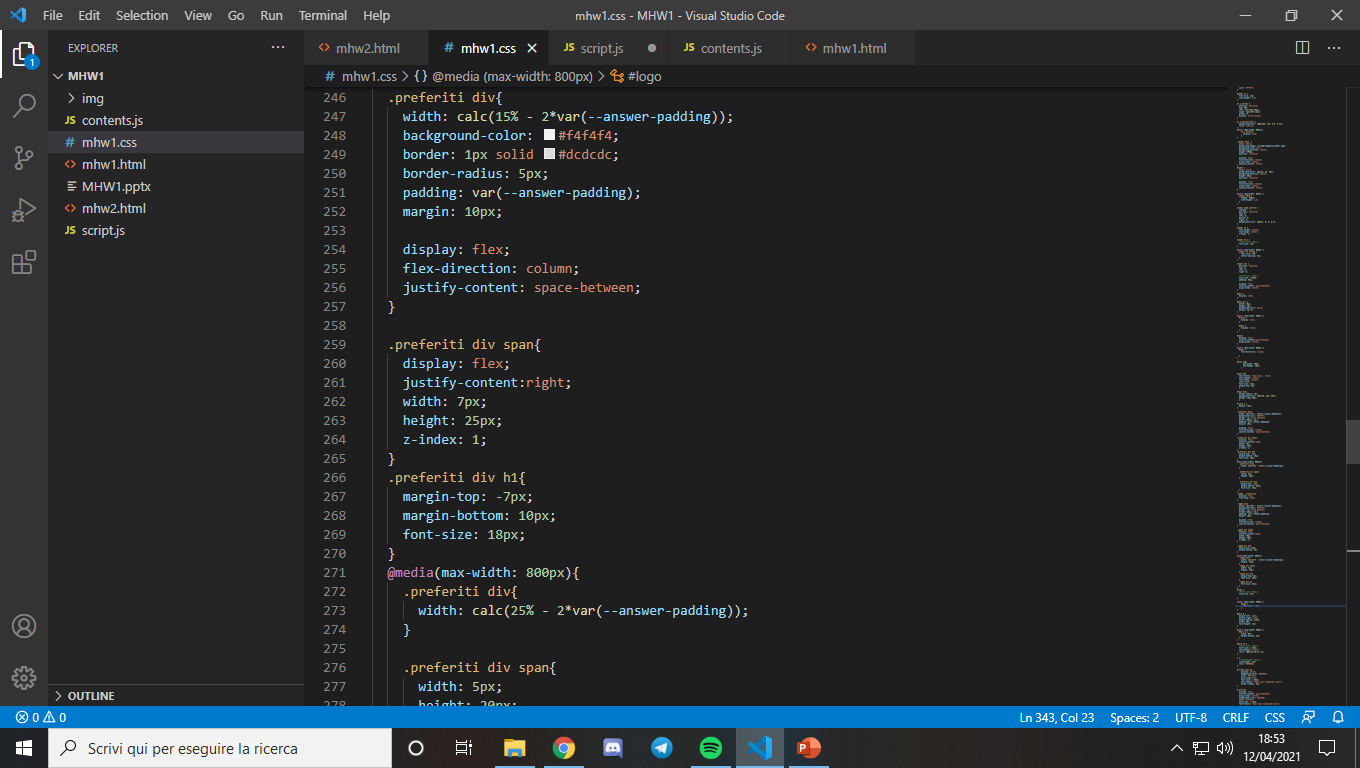 File Edit Selection View Go Run Terminal Help mhw1.css - MHW1 - Visual Studio Code
EXPLORER
MHW1
img
JS contents.js
# mhw1.css
<> mhw1.html
MHW1.pptx
<> mhw2.html
JS script.js
OUTLINE
1
<> mhw2.html # mhw1.css JS script.js JS contents.js <> mhw1.html
# mhw1.css > {} @media (max-width: 800px) > #logo
246 .preferiti div{
247 width: calc(15% - 2*var(--answer-padding));
248 background-color: #f4f4f4;
249 border: 1px solid #dcdcdc;
250 border-radius: 5px;
251 padding: var(--answer-padding);
252 margin: 10px;
253
254 display: flex;
255 flex-direction: column;
256 justify-content: space-between;
257 }
258
259 .preferiti div span{
260 display: flex;
261 justify-content:right;
262 width: 7px;
263 height: 25px;
264 z-index: 1;
265 }
266 .preferiti div h1{
267 margin-top: -7px;
268 margin-bottom: 10px;
269 font-size: 18px;
270 }
271 @media(max-width: 800px){
272 .preferiti div{
273 width: calc(25% - 2*var(--answer-padding));
274 }
275
276 .preferiti div span{
277 width: 5px;
278 height: 20px;
0 0 Ln 343, Col 23 Spaces: 2 UTF-8 CRLF CSS
Scrivi qui per eseguire la ricerca
18:53
12/04/2021